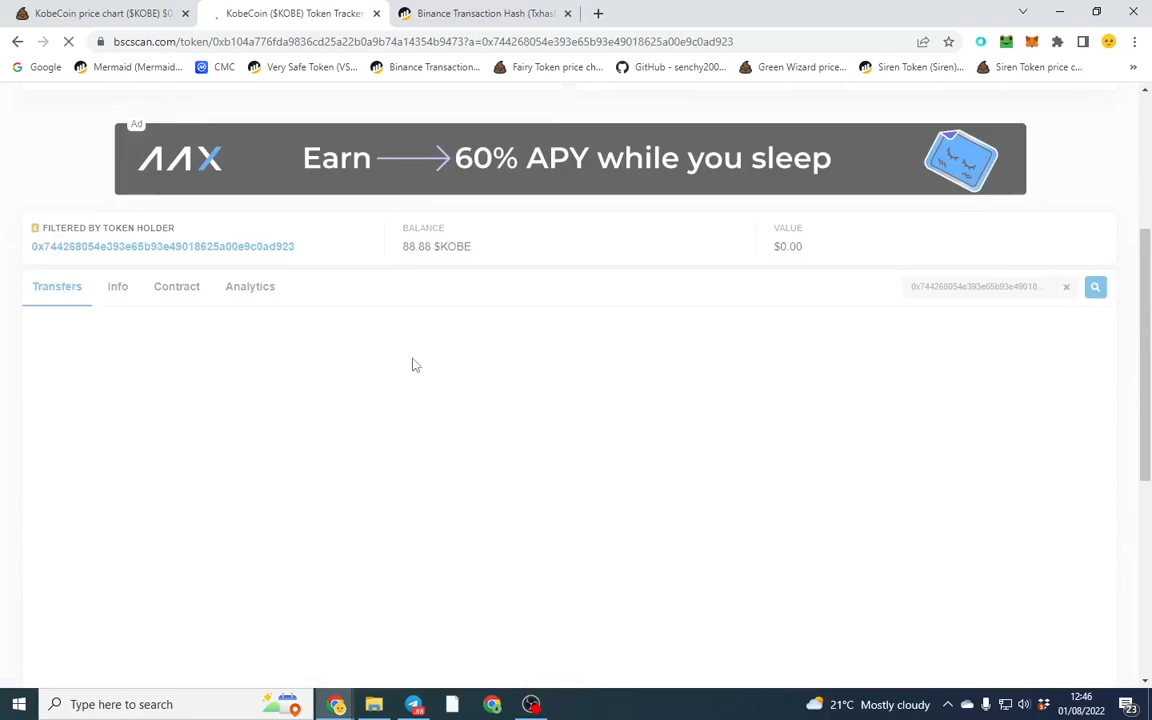 KobeCoin price chart ($KOBE) $0.
KobeCoin ($KOBE) Token Tracker
Binance Transaction Hash (Txhas
bscscan.com/token/0xb104a776fda9836cd25a22b0a9b74a14354b9473?a=0x744268054e393e65b93e49018625a00e9c0ad923
Google
Mermaid (Mermaid...
CMC
Very Safe Token (VS...
Binance Transaction...
Fairy Token price ch...
GitHub - senchy200...
Green Wizard price...
Siren Token (Siren)...
Siren Token price c...
»
Ad
AAX
Earn
60% APY while you sleep
FILTERED BY TOKEN HOLDER
BALANCE
VALUE
0x744268054e393e65b93e49018625a00e9c0ad923
88.88 $KOBE
$0.00
Transfers
Info
Contract
Analytics
0x744268054e393e65b93e49018...
Type here to search
88
21°C Mostly cloudy
12:46
01/08/2022
23